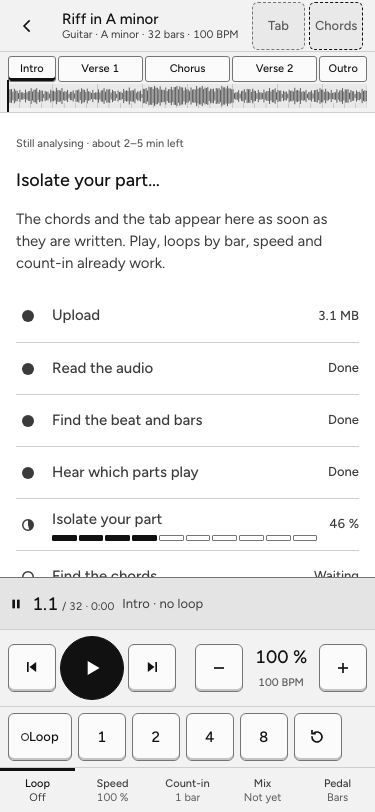 Riff in A minor
Guitar · A minor · 32 bars · 100 BPM
Tab
Chords
Intro
Verse 1
Chorus
Verse 2
Outro
Still analysing · about 2–5 min left
Isolate your part…
The chords and the tab appear here as soon as
they are written. Play, loops by bar, speed and
count-in already work.
Upload
3.1 MB
Read the audio
Done
Find the beat and bars
Done
Hear which parts play
Done
Isolate your part
46 %
Find the chords
Waiting
1.1 / 32 · 0:00 Intro · no loop
100 %
100 BPM
Loop
1
2
4
8
Loop
Off
Speed
100 %
Count-in
1 bar
Mix
Not yet
Pedal
Bars